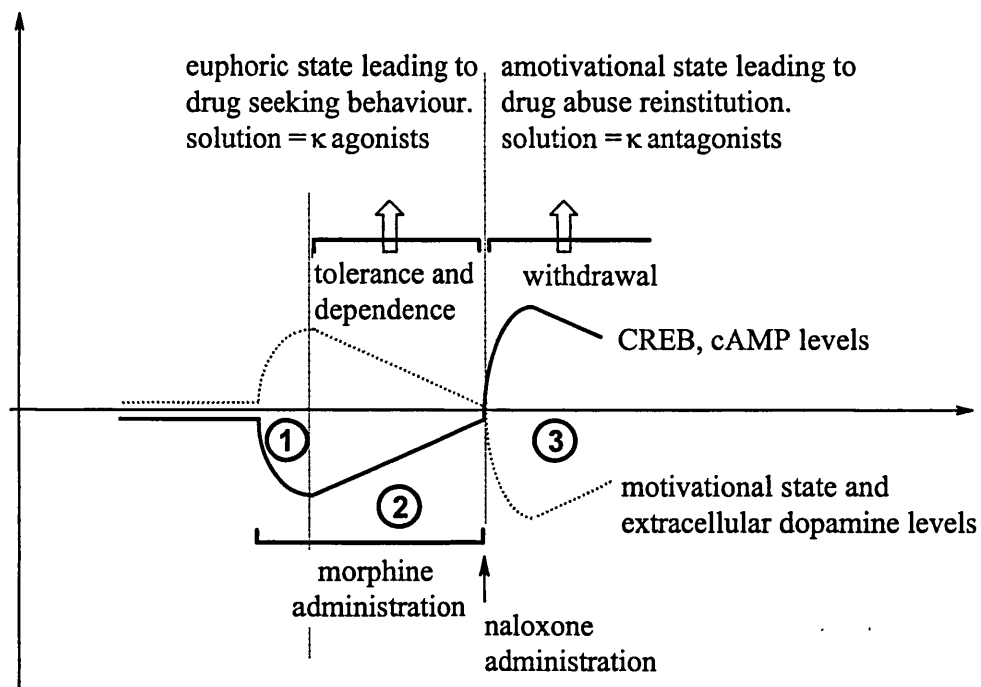 euphoric state leading to
drug seeking behaviour.
solution = κ agonists
amotivational state leading to
drug abuse reinstitution.
solution = κ antagonists
tolerance and
dependence
withdrawal
CREB, cAMP levels
1
2
3
motivational state and
extracellular dopamine levels
morphine
administration
naloxone
administration